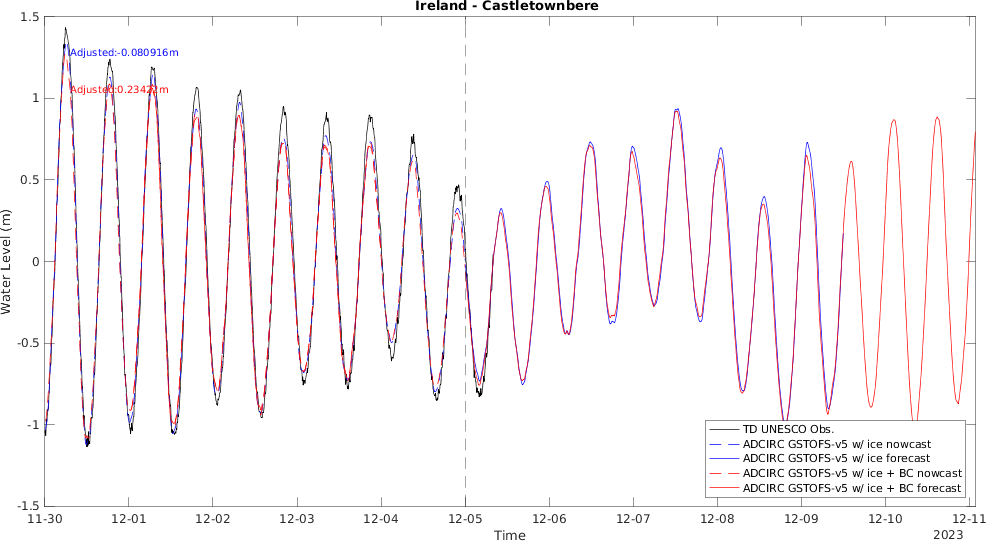 Ireland - Castletownbere
1.5
Adjusted:-0.080916m
1
0.5
0
-0.5
-1
-1.5
Water Level (m)
TD UNESCO Obs.
ADCIRC GSTOFS-v5 w/ ice nowcast
ADCIRC GSTOFS-v5 w/ ice forecast
ADCIRC GSTOFS-v5 w/ ice + BC nowcast
ADCIRC GSTOFS-v5 w/ ice + BC forecast
11-30 12-01 12-02 12-03 12-04 12-05 12-06 12-07 12-08 12-09 12-10 12-11
Time
2023